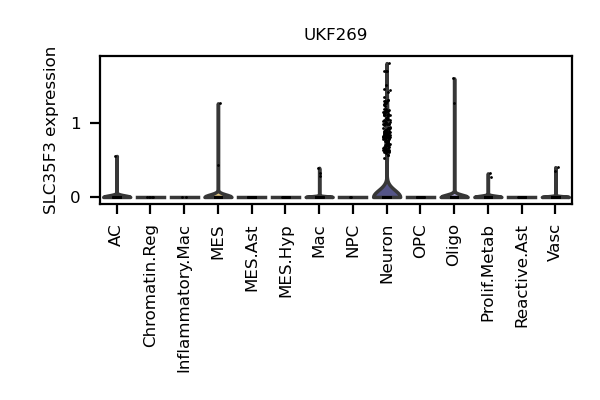 UKF269
SLC35F3 expression
1
0
AC
Chromatin.Reg
Inflammatory.Mac
MES
MES.Ast
MES.Hyp
Mac
NPC
Neuron
OPC
Oligo
Prolif.Metab
Reactive.Ast
Vasc